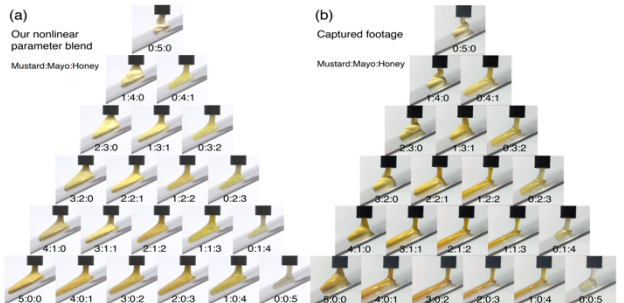 (a)
Our nonlinear
parameter blend
Mustard:Mayo:Honey
0:5:0
1:4:0 0:4:1
2:3:0 1:3:1 0:3:2
3:2:0 2:2:1 1:2:2 0:2:3
4:1:0 3:1:1 2:1:2 1:1:3 0:1:4
5:0:0 4:0:1 3:0:2 2:0:3 1:0:4 0:0:5
(b)
Captured footage
Mustard:Mayo:Honey
0:5:0
1:4:0 0:4:1
2:3:0 1:3:1 0:3:2
3:2:0 2:2:1 1:2:2 0:2:3
4:1:0 3:1:1 2:1:2 1:1:3 0:1:4
5:0:0 4:0:1 3:0:2 2:0:3 1:0:4 0:0:5